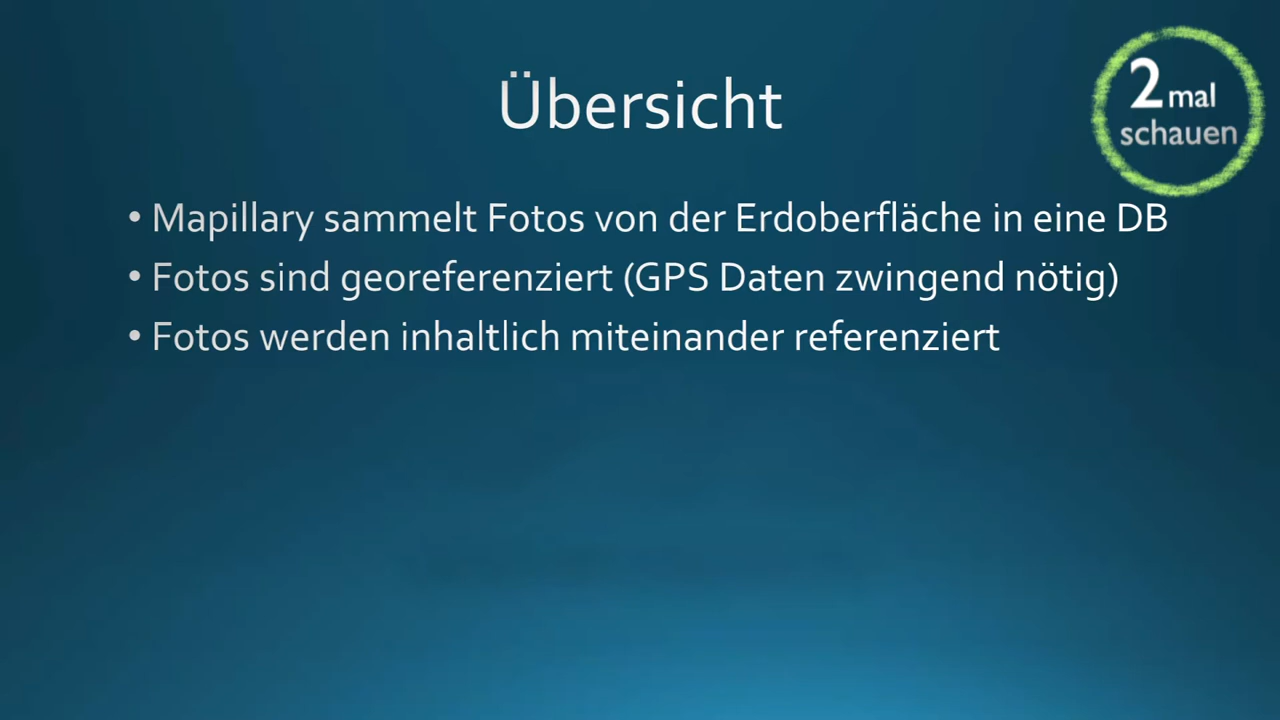 Übersicht
2 mal
schauen
• Mapillary sammelt Fotos von der Erdoberfläche in eine DB
• Fotos sind georeferenziert (GPS Daten zwingend nötig)
• Fotos werden inhaltlich miteinander referenziert